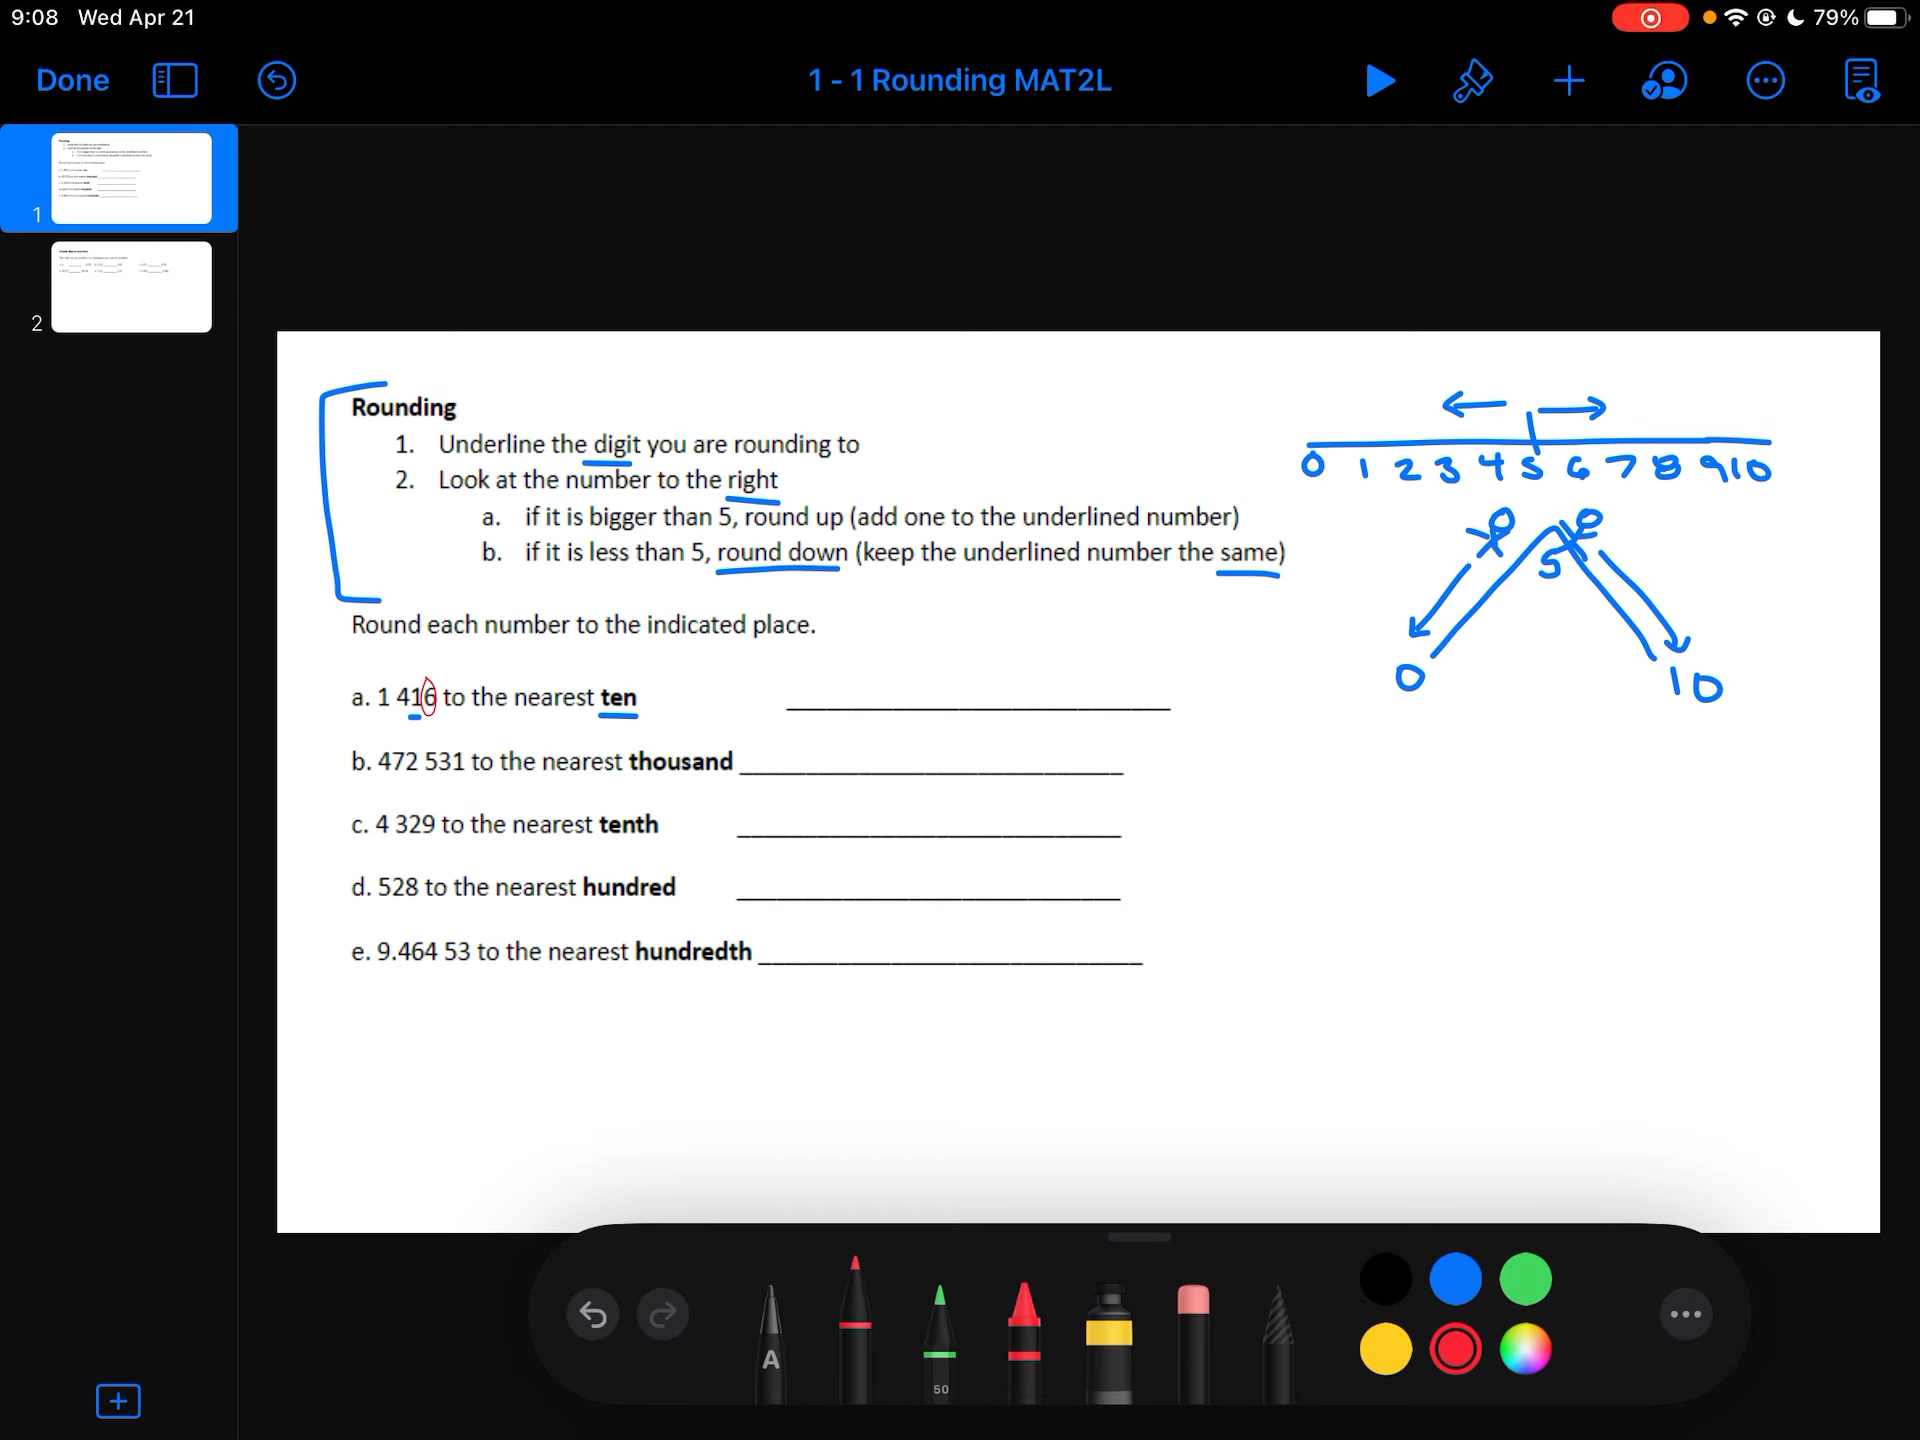 9:08 Wed Apr 21
79%
Done
1 - 1 Rounding MAT2L
1
2
Rounding
1. Underline the digit you are rounding to
2. Look at the number to the right
a. if it is bigger than 5, round up (add one to the underlined number)
b. if it is less than 5, round down (keep the underlined number the same)
0 1 2 3 4 5 6 7 8 9 10
5
0
10
Round each number to the indicated place.
a. 1 416 to the nearest ten
b. 472 531 to the nearest thousand
c. 4 329 to the nearest tenth
d. 528 to the nearest hundred
e. 9.464 53 to the nearest hundredth
A
50